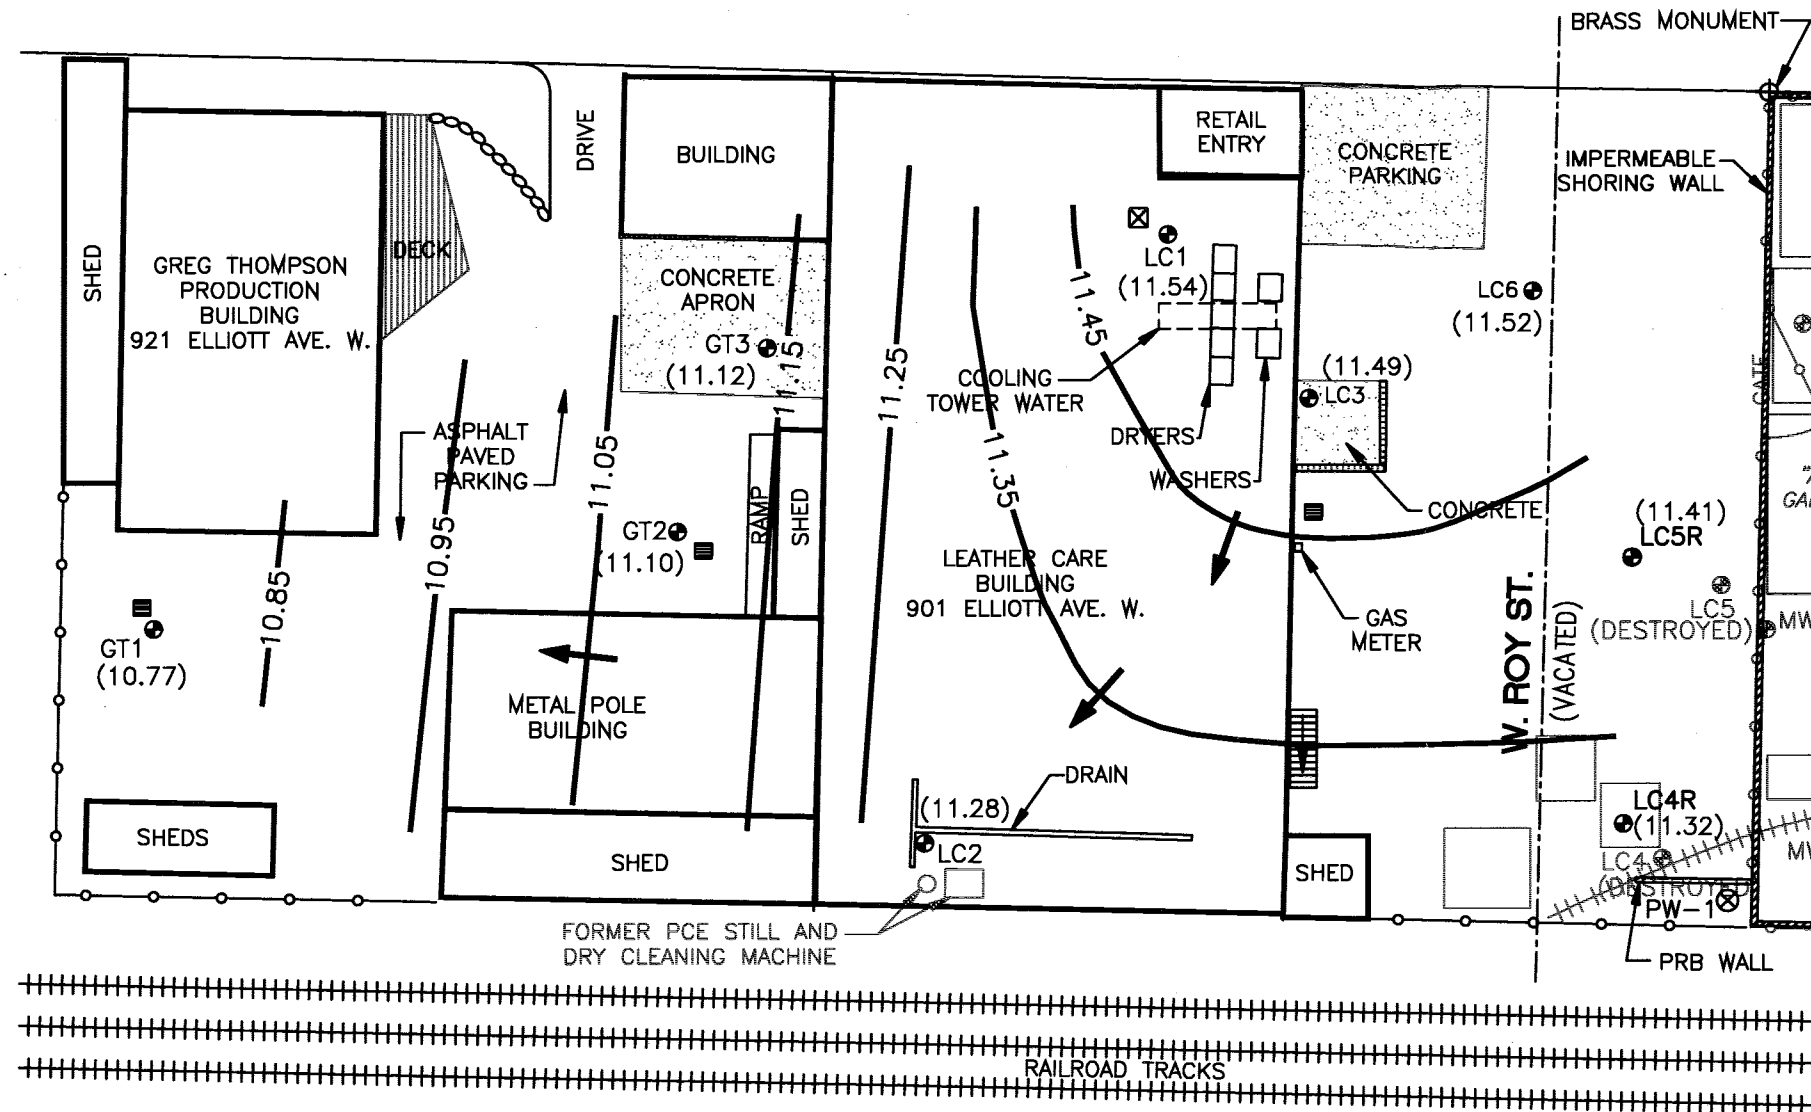 BRASS MONUMENT
RETAIL
ENTRY
DRIVE
BUILDING
CONCRETE
PARKING
IMPERMEABLE
SHORING WALL
SHED
DECK
GREG THOMPSON
PRODUCTION
BUILDING
921 ELLIOTT AVE. W.
CONCRETE
APRON
GT3
(11.12)
11.15
11.25
11.45
LC1
(11.54)
LC6
(11.52)
COOLING
TOWER WATER
(11.49)
LC3
GATE
DRYERS
WASHERS
CONCRETE
ASPHALT
PAVED
PARKING
11.05
11.35
10.95
10.85
GT2
(11.10)
RAMP
SHED
LEATHER CARE
BUILDING
901 ELLIOTT AVE. W.
(11.41)
LC5R
LC5
(DESTROYED)
MW
GAS
METER
W. ROY ST.
(VACATED)
GT1
(10.77)
METAL POLE
BUILDING
DRAIN
(11.28)
LC2
SHEDS
SHED
SHED
LC4R
(11.32)
LC4
(DESTROYED)
PW-1
FORMER PCE STILL AND
DRY CLEANING MACHINE
PRB WALL
RAILROAD TRACKS